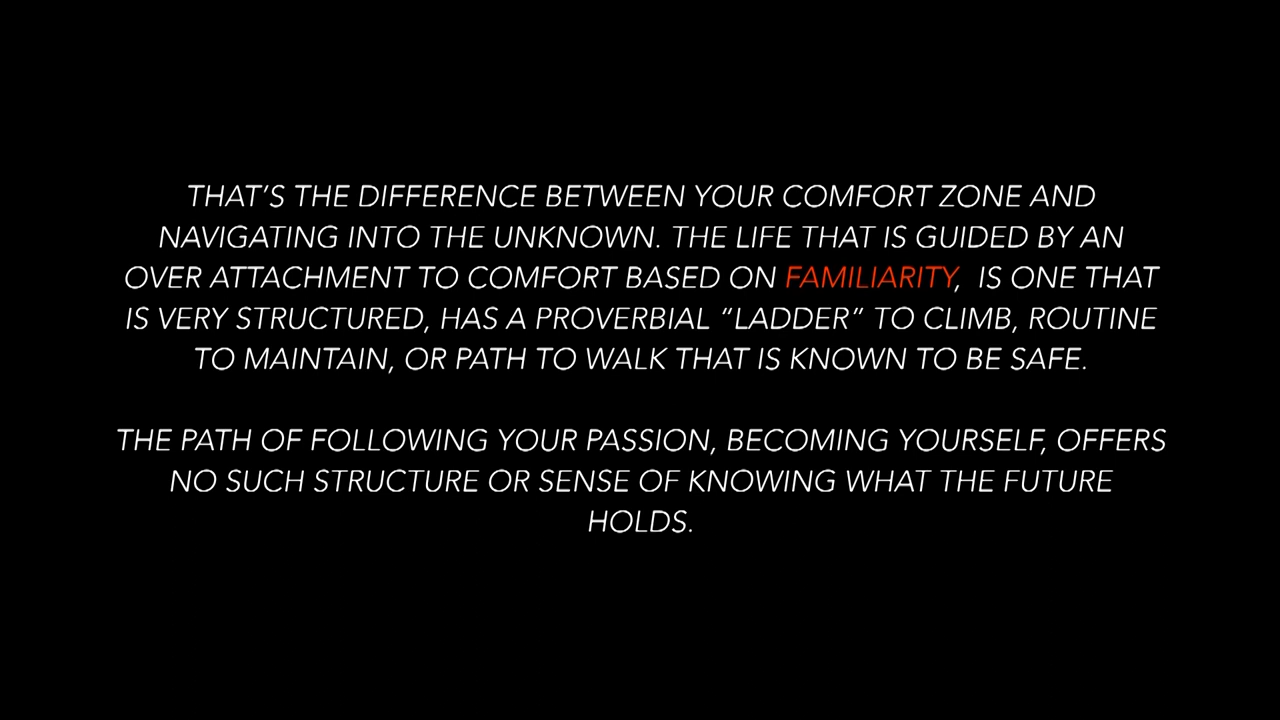 THAT’S THE DIFFERENCE BETWEEN YOUR COMFORT ZONE AND
NAVIGATING INTO THE UNKNOWN. THE LIFE THAT IS GUIDED BY AN
OVER ATTACHMENT TO COMFORT BASED ON FAMILIARITY,  IS ONE THAT
IS VERY STRUCTURED, HAS A PROVERBIAL “LADDER” TO CLIMB, ROUTINE
TO MAINTAIN, OR PATH TO WALK THAT IS KNOWN TO BE SAFE.
THE PATH OF FOLLOWING YOUR PASSION, BECOMING YOURSELF, OFFERS
NO SUCH STRUCTURE OR SENSE OF KNOWING WHAT THE FUTURE
HOLDS.